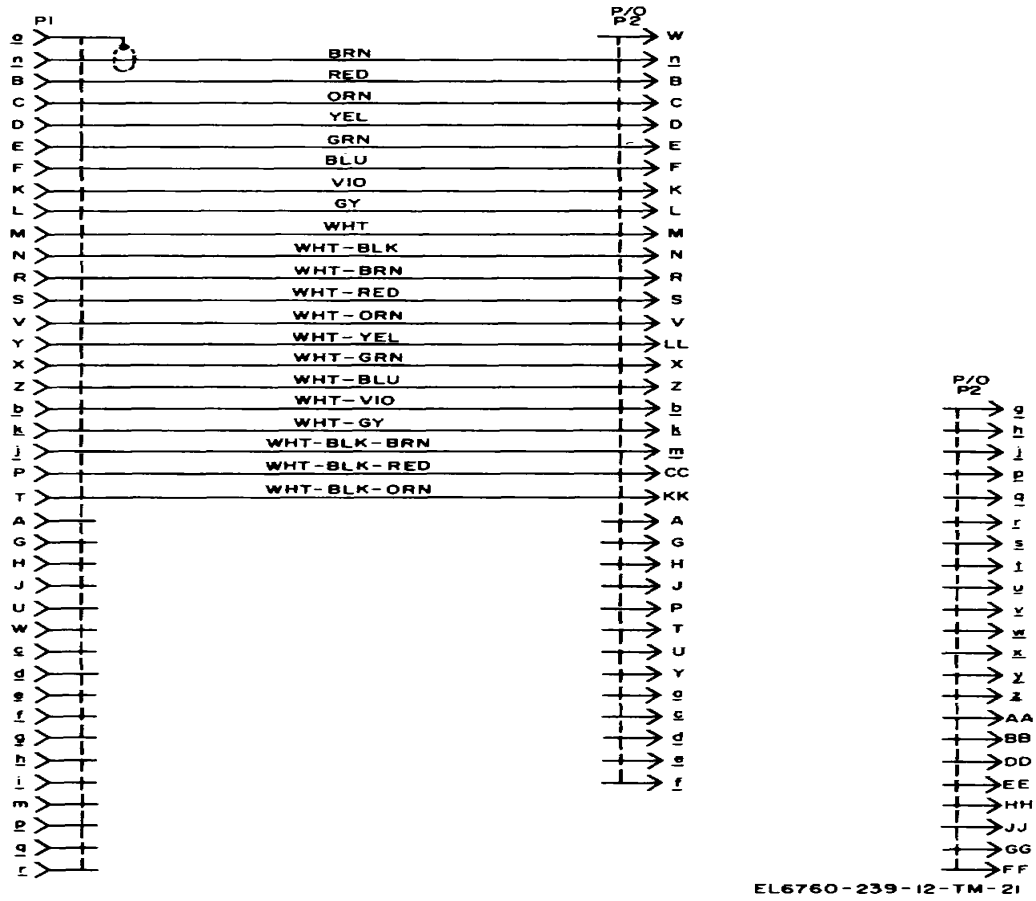 P1 P/O P2
a W
n BRN n
B RED B
C ORN C
D YEL D
E GRN E
F BLU F
K VIO K
L GY L
M WHT M
N WHT-BLK N
R WHT-BRN R
S WHT-RED S
V WHT-ORN V
Y WHT-YEL LL
X WHT-GRN X
Z WHT-BLU Z
b WHT-VIO b
k WHT-GY k
j WHT-BLK-BRN m
P WHT-BLK-RED CC
T WHT-BLK-ORN KK
A A
G G
H H
J J
U P
W T
c U
d Y
e a
f c
g d
h e
i f
m
p
q
r
P/O
P2
g
h
j
p
q
r
s
t
u
v
w
x
y
z
AA
BB
DD
EE
HH
JJ
GG
FF
EL6760-239-12-TM-21